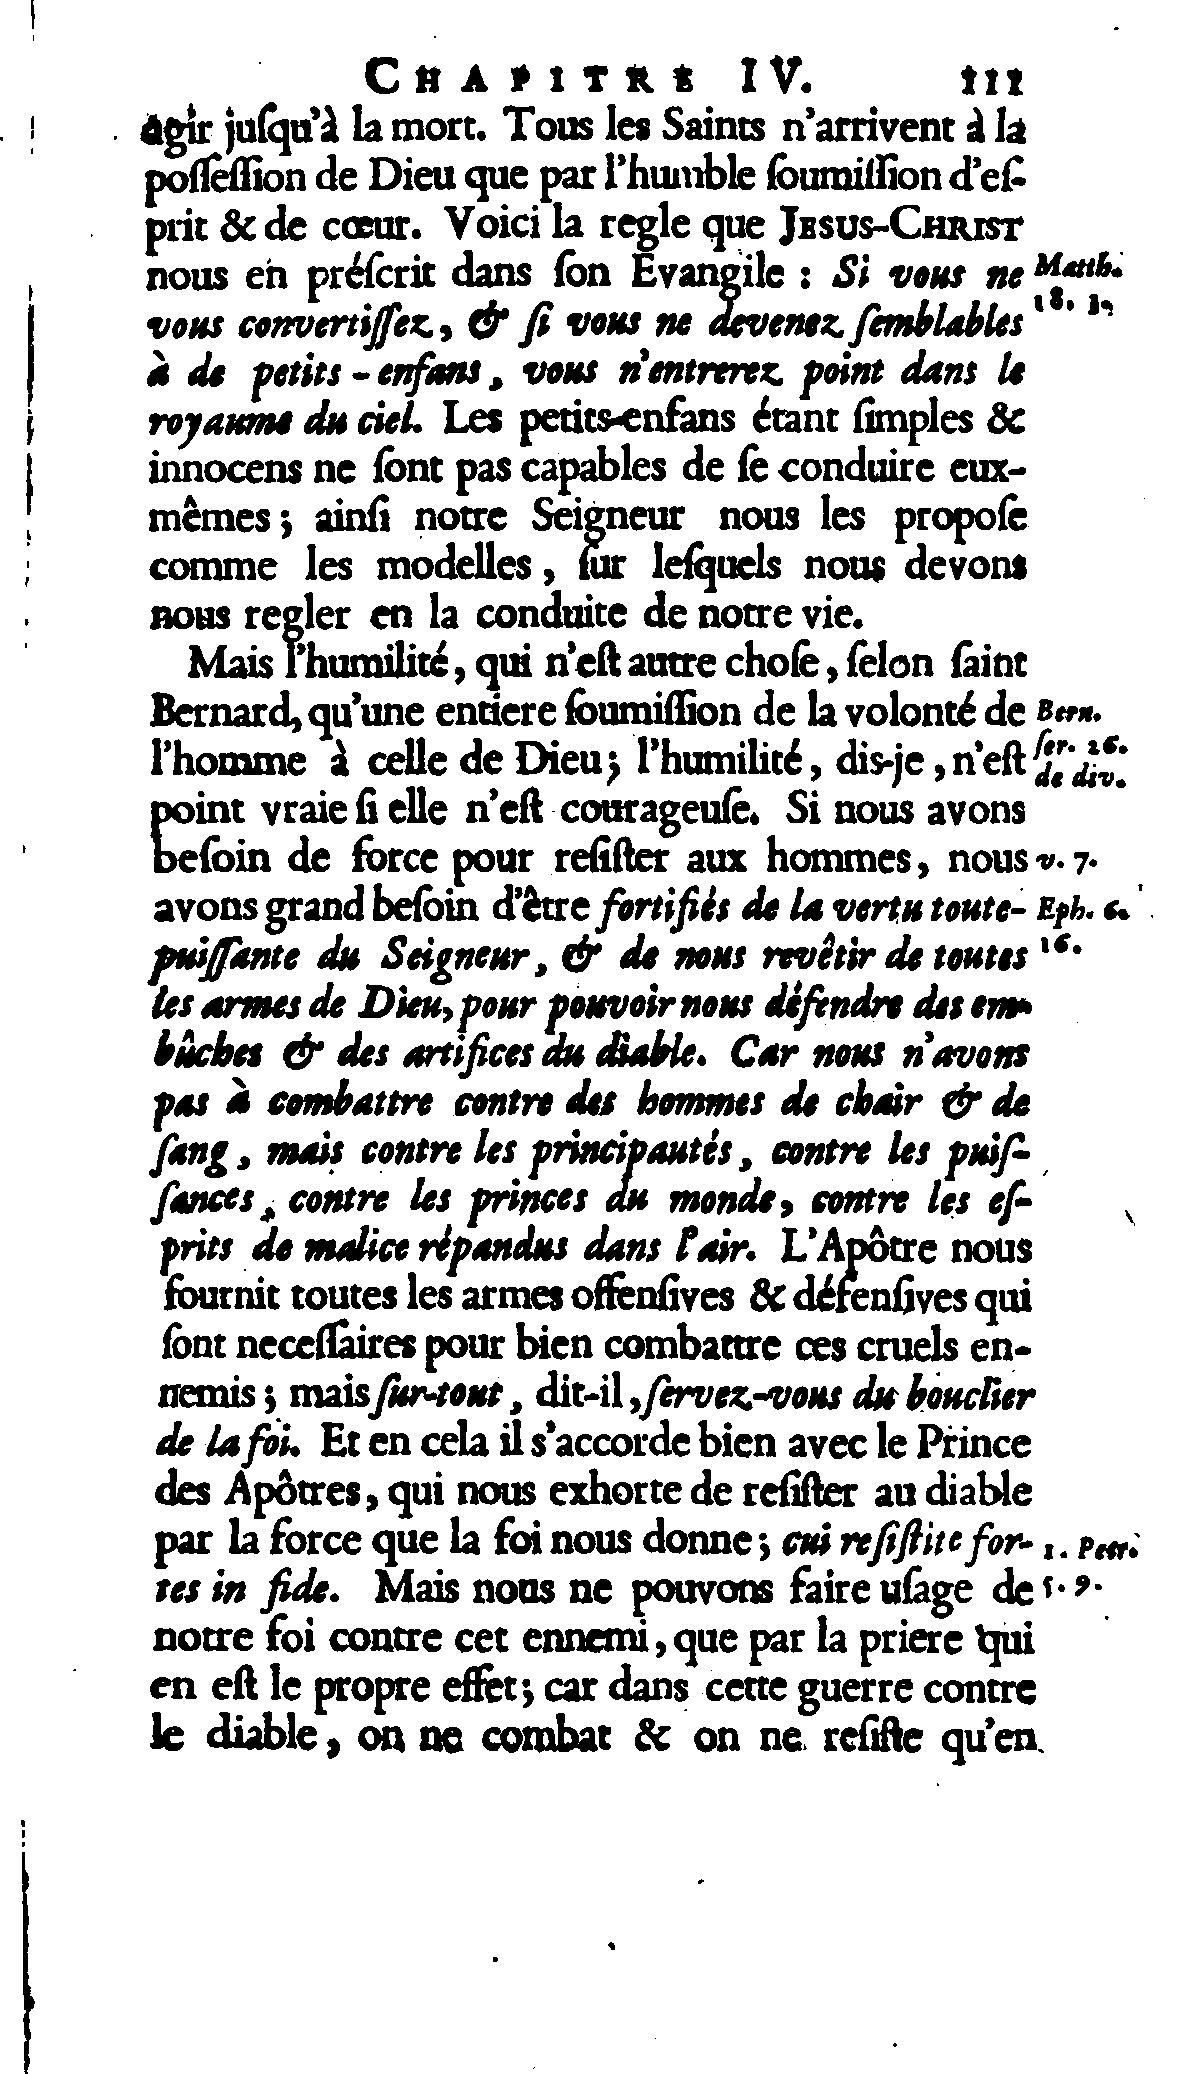 CHAPITRE IV. 111
agir juſqu'à la mort. Tous les Saints n'arrivent à la
poſſeſſion de Dieu que par l'humble ſoumiſſion d'eſ-
prit & de cœur. Voici la regle que JESUS-CHRIST
nous en préſcrit dans ſon Evangile : Si vous ne
Matth.
18. 1.
vous convertiſſez, & ſi vous ne devenez ſemblables
à de petits-enfans, vous n'entrerez point dans le
royaume du ciel. Les petits-enfans étant ſimples &
innocens ne ſont pas capables de ſe conduire eux-
mêmes ; ainſi notre Seigneur nous les propoſe
comme les modelles, ſur leſquels nous devons
nous regler en la conduite de notre vie.
Mais l'humilité, qui n'eſt autre choſe, ſelon ſaint
Bernard, qu'une entiere ſoumiſſion de la volonté de
Bern.
ſer. 26.
de div.
l'homme à celle de Dieu ; l'humilité, dis-je, n'eſt
point vraie ſi elle n'eſt courageuſe. Si nous avons
beſoin de force pour reſiſter aux hommes, nous
v. 7.
avons grand beſoin d'être fortifiés de la vertu toute-
Eph. 6.
16.
puiſſante du Seigneur, & de nous revêtir de toutes
les armes de Dieu, pour pouvoir nous défendre des em-
bûches & des artifices du diable. Car nous n'avons
pas à combattre contre des hommes de chair & de
ſang, mais contre les principautés, contre les puiſ-
ſances, contre les princes du monde, contre les eſ-
prits de malice répandus dans l'air. L'Apôtre nous
fournit toutes les armes offenſives & défenſives qui
ſont neceſſaires pour bien combattre ces cruels en-
nemis ; mais ſur-tout, dit-il, ſervez-vous du bouclier
de la foi. Et en cela il s'accorde bien avec le Prince
des Apôtres, qui nous exhorte de reſiſter au diable
par la force que la foi nous donne ; cui reſiſtite for-
1. Petr.
5. 9.
tes in fide. Mais nous ne pouvons faire uſage de
notre foi contre cet ennemi, que par la priere qui
en eſt le propre effet ; car dans cette guerre contre
le diable, on ne combat & on ne reſiſte qu'en